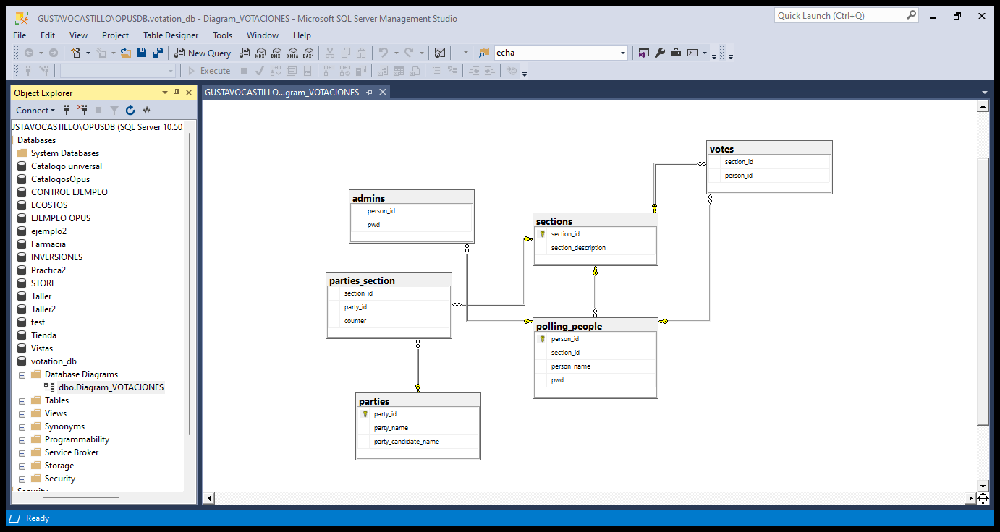 GUSTAVOCASTILLO\OPUSDB.votation_db - Diagram_VOTACIONES - Microsoft SQL Server Management Studio
Quick Launch (Ctrl+Q)
File Edit View Project Table Designer Tools Window Help
New Query MDX DMX XMLA DAX echa
Execute
Object Explorer
GUSTAVOCASTILLO...gram_VOTACIONES
Connect
JSTAVOCASTILLO\OPUSDB (SQL Server 10.50
Databases
System Databases
Catalogo universal
CatalogosOpus
CONTROL EJEMPLO
ECOSTOS
EJEMPLO OPUS
ejemplo2
Farmacia
INVERSIONES
Practica2
STORE
Taller
Taller2
test
Tienda
Vistas
votation_db
Database Diagrams
dbo.Diagram_VOTACIONES
Tables
Views
Synonyms
Programmability
Service Broker
Storage
Security
Security
votes
section_id
person_id
admins
person_id
pwd
sections
section_id
section_description
parties_section
section_id
party_id
counter
polling_people
person_id
section_id
person_name
pwd
parties
party_id
party_name
party_candidate_name
Ready